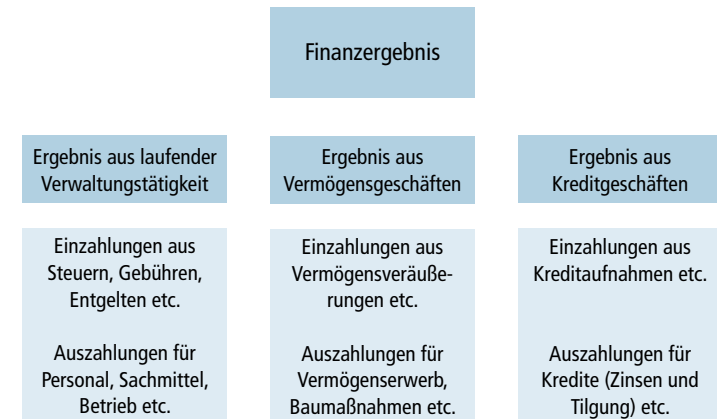 Finanzergebnis
Ergebnis aus laufender
Verwaltungstätigkeit
Ergebnis aus
Vermögensgeschäften
Ergebnis aus
Kreditgeschäften
Einzahlungen aus
Steuern, Gebühren,
Entgelten etc.
Auszahlungen für
Personal, Sachmittel,
Betrieb etc.
Einzahlungen aus
Vermögensveräuße-
rungen etc.
Auszahlungen für
Vermögenserwerb,
Baumaßnahmen etc.
Einzahlungen aus
Kreditaufnahmen etc.
Auszahlungen für
Kredite (Zinsen und
Tilgung) etc.